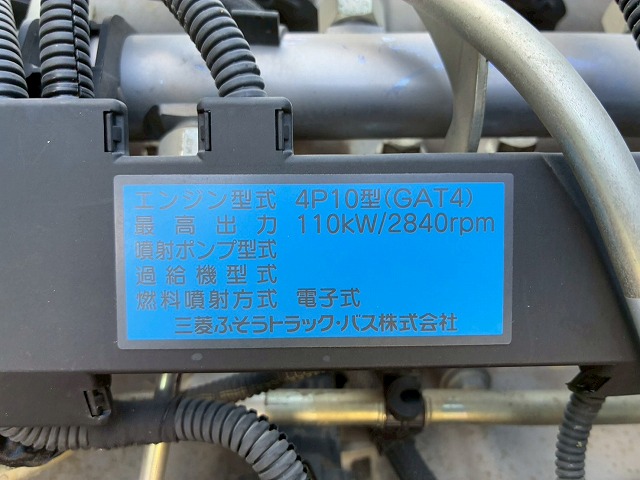 エンジン型式 4P10型(GAT4)
最高出力 110kW/2840rpm
噴射ポンプ型式
過給機型式
燃料噴射方式 電子式
三菱ふそうトラック・バス株式会社